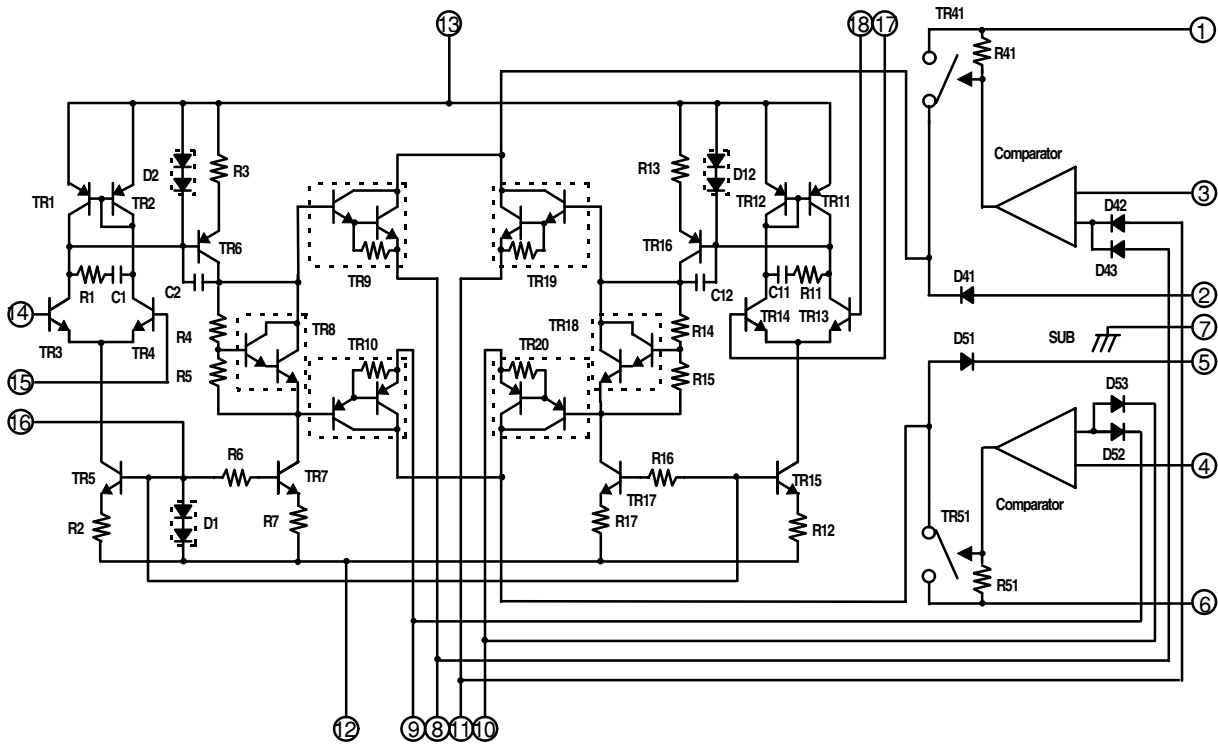 13
18
17
TR41
1
R41
Comparator
3
D2
R3
R13
D12
TR1
TR2
TR12
TR11
D42
TR6
TR16
D43
R1
C1
C2
TR9
TR19
C12
C11
R11
D41
2
14
TR3
TR4
R4
TR8
TR18
R14
TR14
TR13
SUB
7
TR10
TR20
D51
5
15
R5
R15
D53
16
D52
R6
R16
4
TR5
TR7
TR17
TR15
Comparator
R2
D1
R7
R17
R12
TR51
R51
6
12
9
8
11
10